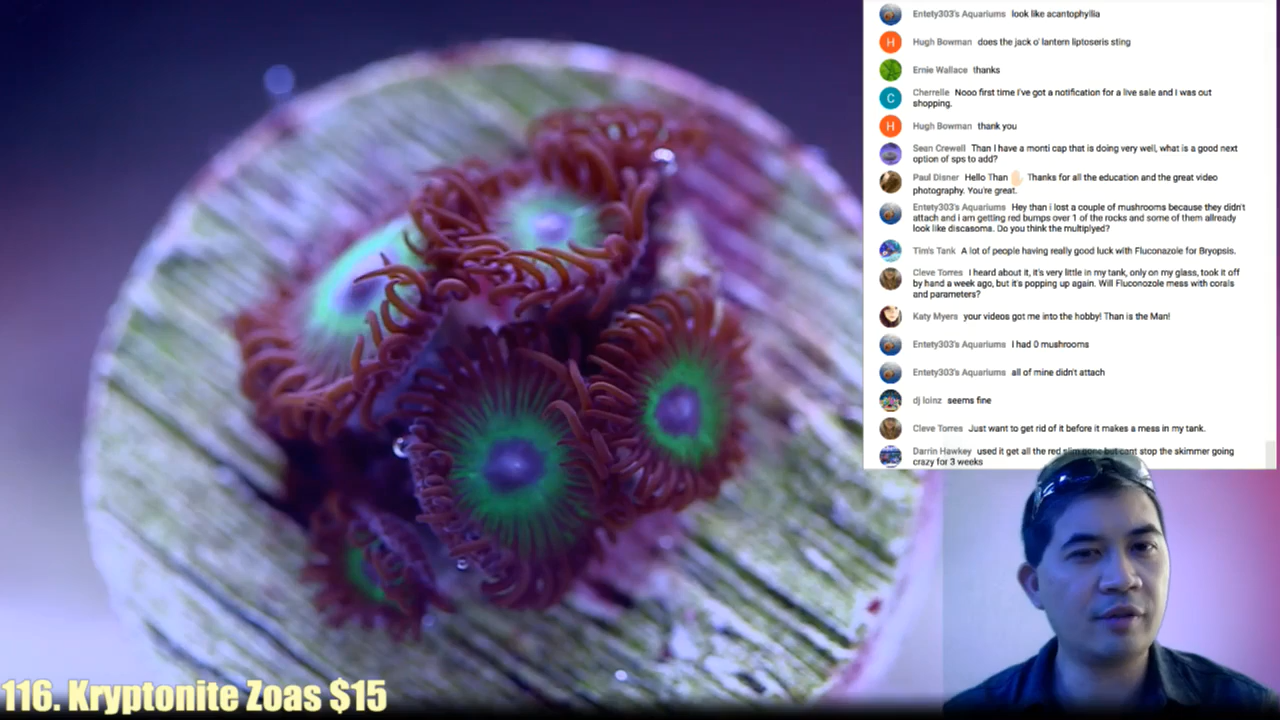 Entety303's Aquariums look like acantophyllia
Hugh Bowman does the jack o' lantern liptoseris sting
Ernie Wallace thanks
C
Cherrelle Nooo first time I've got a notification for a live sale and I was out
shopping.
H
Hugh Bowman thank you
Sean Crewell Than I have a monti cap that is doing very well, what is a good next
option of sps to add?
Paul Disner Hello Than Thanks for all the education and the great video
photography. You're great.
Entety303's Aquariums Hey than i lost a couple of mushrooms because they didn't
attach and i am getting red bumps over 1 of the rocks and some of them allready
look like discasoma. Do you think the multiplyed?
Tim's Tank A lot of people having really good luck with Fluconazole for Bryopsis.
Cleve Torres I heard about it, it's very little in my tank, only on my glass, took it off
by hand a week ago, but it's popping up again. Will Fluconozole mess with corals
and parameters?
Katy Myers your videos got me into the hobby! Than is the Man!
Entety303's Aquariums I had 0 mushrooms
Entety303's Aquariums all of mine didn't attach
dj loinz seems fine
Cleve Torres Just want to get rid of it before it makes a mess in my tank.
Darrin Hawkey used it get all the red slim gone but cant stop the skimmer going
crazy for 3 weeks
116. Kryptonite Zoas $15